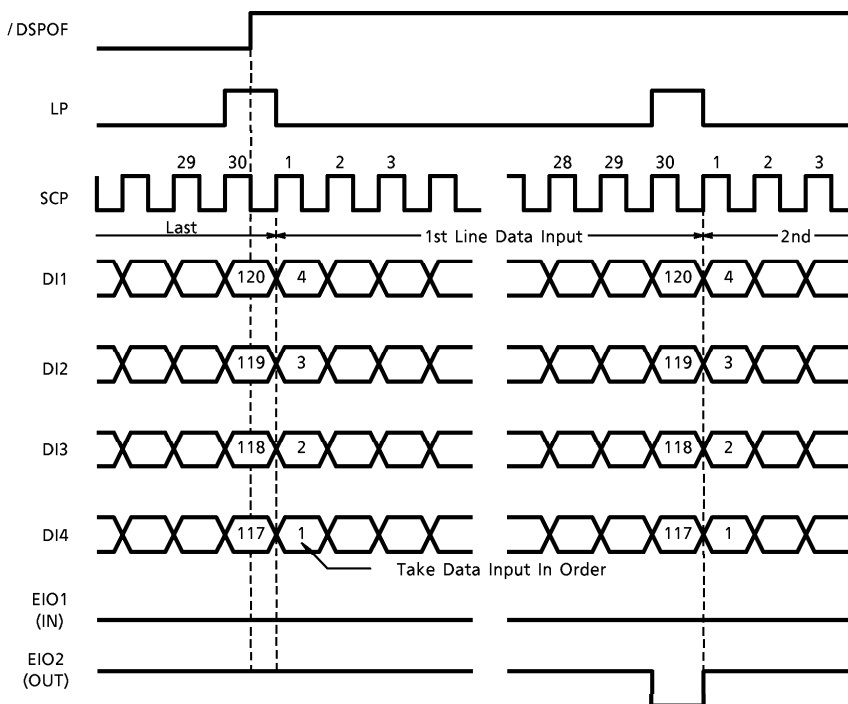 /DSPOF
LP
29 30 1 2 3 28 29 30 1 2 3
SCP
Last 1st Line Data Input 2nd
DI1 120 4 120 4
DI2 119 3 119 3
DI3 118 2 118 2
DI4 117 1 117 1
Take Data Input In Order
EIO1
(IN)
EIO2
(OUT)